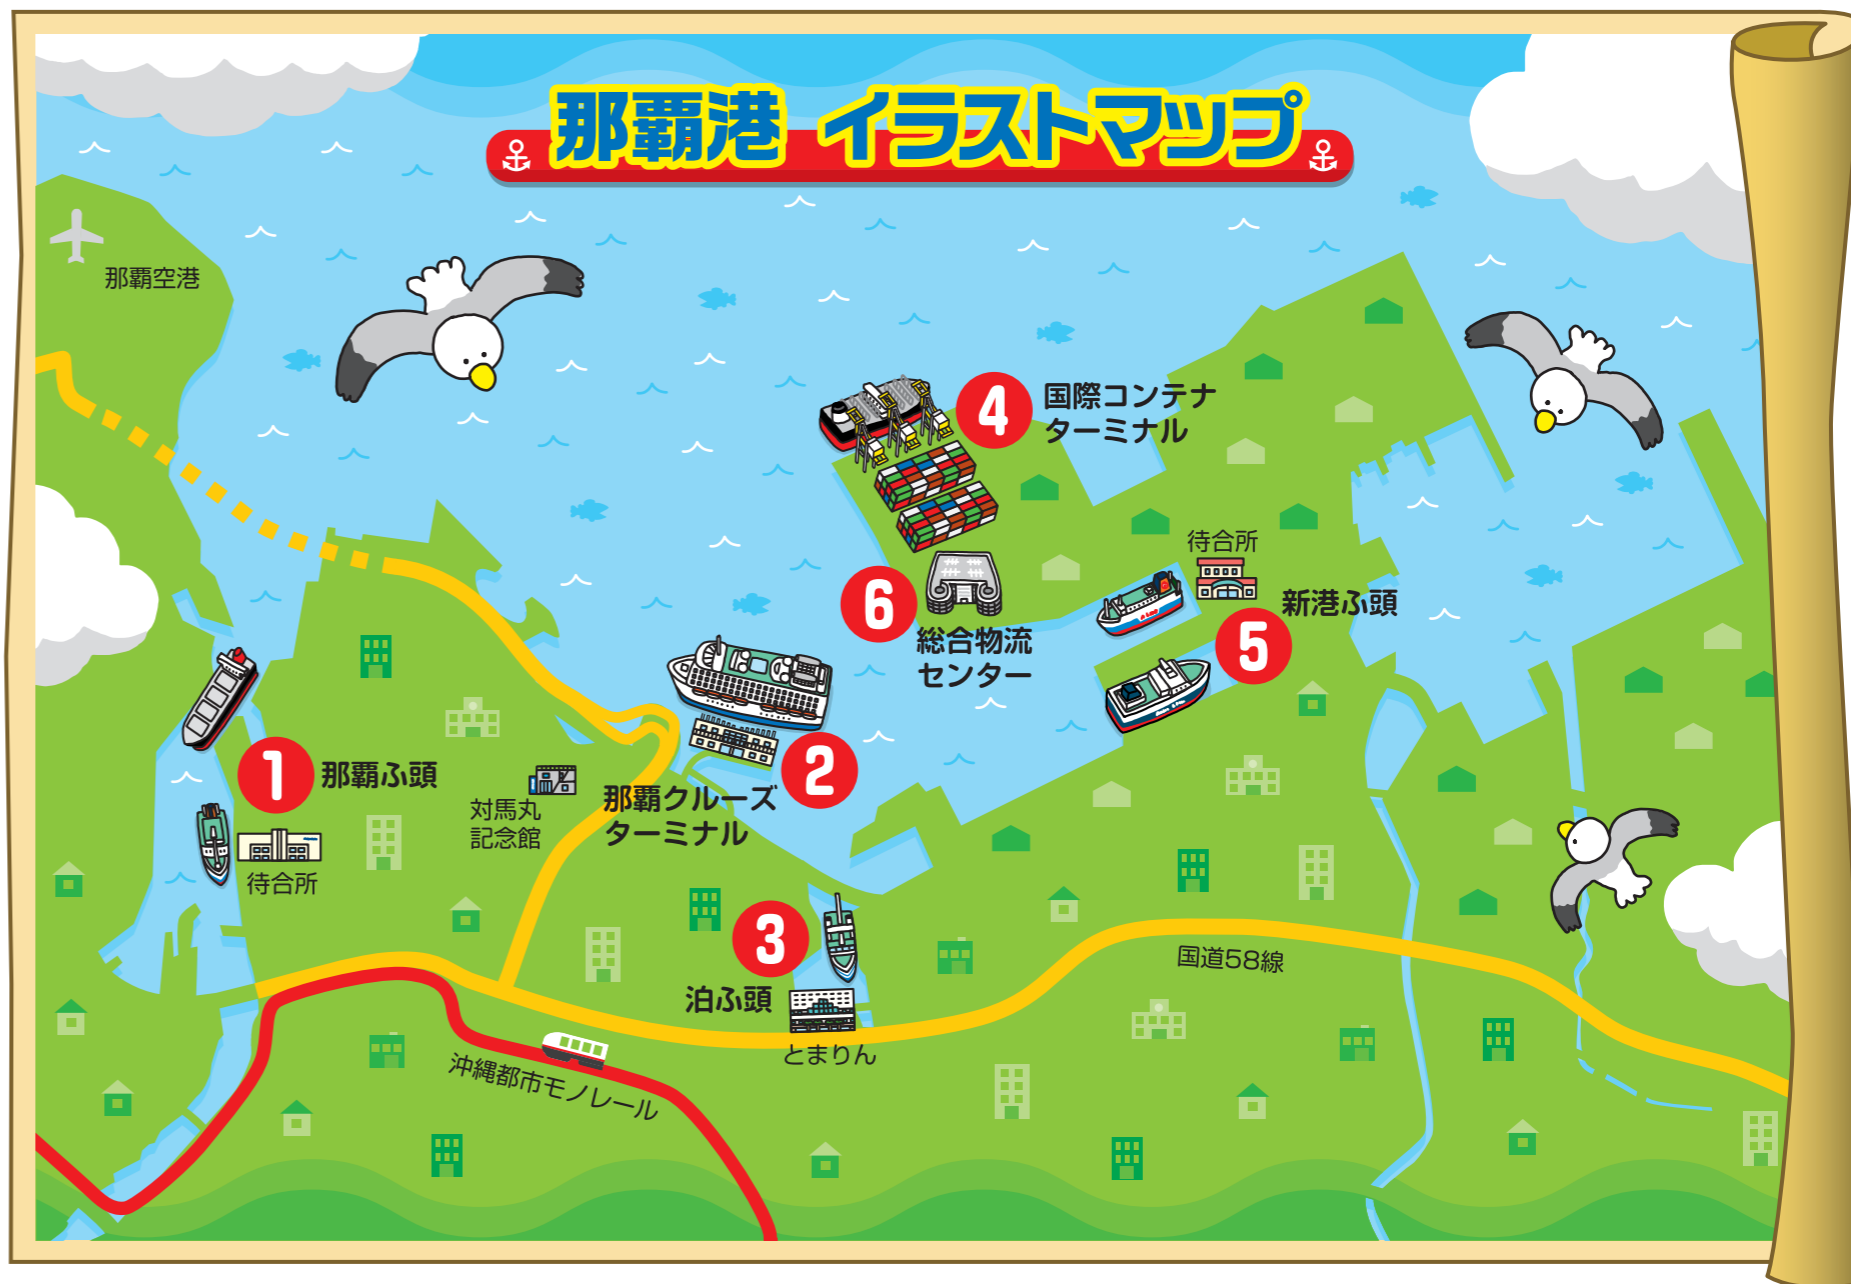 那覇港 イラストマップ
那覇空港
4
国際コンテナ
ターミナル
待合所
6
総合物流
センター
5
新港ふ頭
1
那覇ふ頭
待合所
対馬丸
記念館
2
那覇クルーズ
ターミナル
3
泊ふ頭
とまりん
国道58線
沖縄都市モノレール